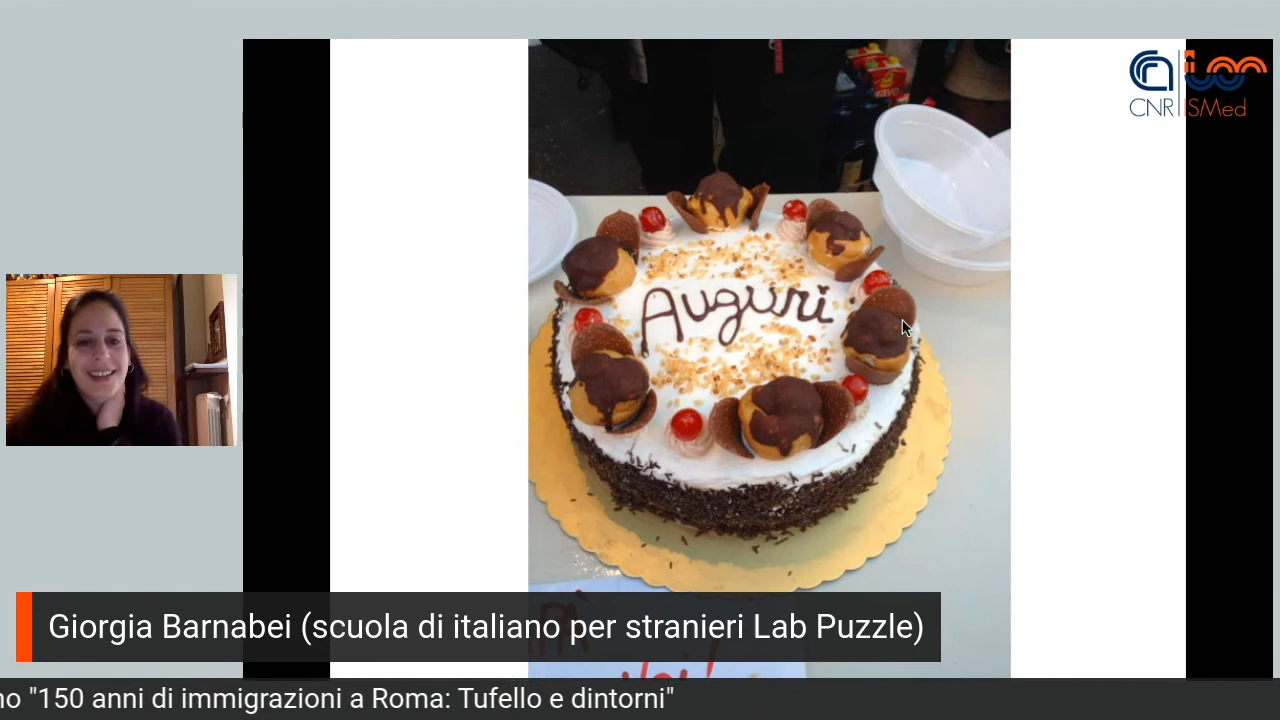 CNR ISMed
Auguri
Giorgia Barnabei (scuola di italiano per stranieri Lab Puzzle)
no "150 anni di immigrazioni a Roma: Tufello e dintorni"